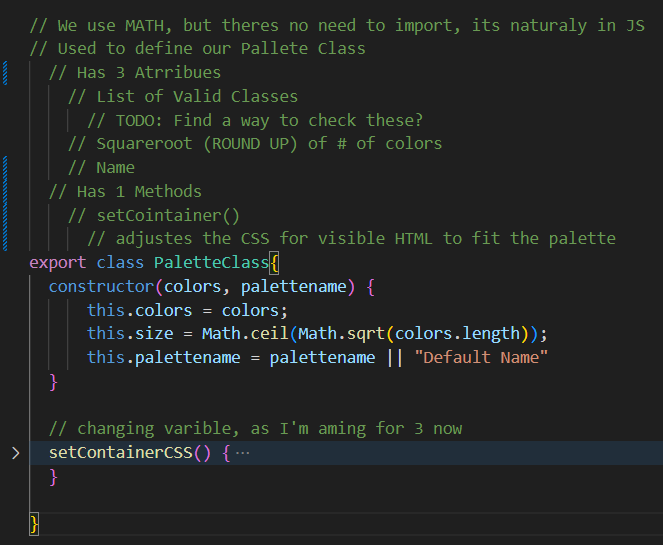 // We use MATH, but theres no need to import, its naturaly in JS
// Used to define our Pallete Class
// Has 3 Atrribues
// List of Valid Classes
// TODO: Find a way to check these?
// Squareroot (ROUND UP) of # of colors
// Name
// Has 1 Methods
// setCointainer()
// adjustes the CSS for visible HTML to fit the palette
export class PaletteClass{
constructor(colors, palettename) {
this.colors = colors;
this.size = Math.ceil(Math.sqrt(colors.length));
this.palettename = palettename || "Default Name"
}
// changing varible, as I'm aming for 3 now
setContainerCSS() { ···
}
}